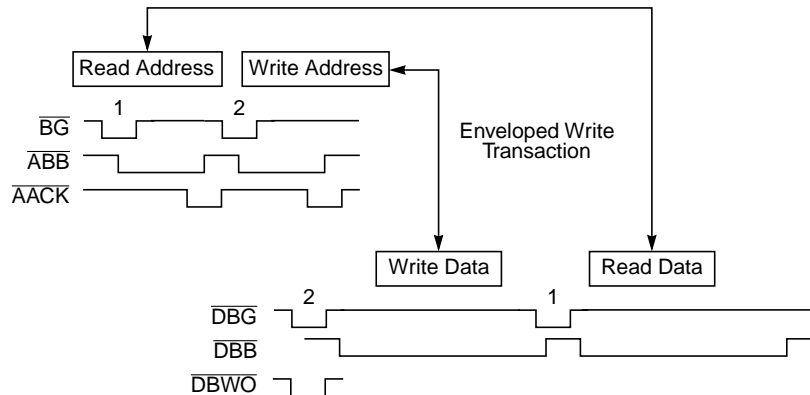 Read Address Write Address
1 2
BG
Enveloped Write
Transaction
ABB
AACK
Write Data Read Data
2 1
DBG
DBB
DBWO